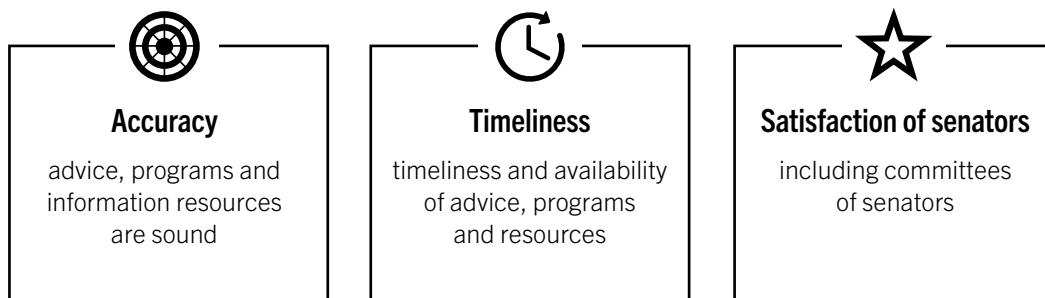 Accuracy
advice, programs and
information resources
are sound
Timeliness
timeliness and availability
of advice, programs
and resources
Satisfaction of senators
including committees
of senators